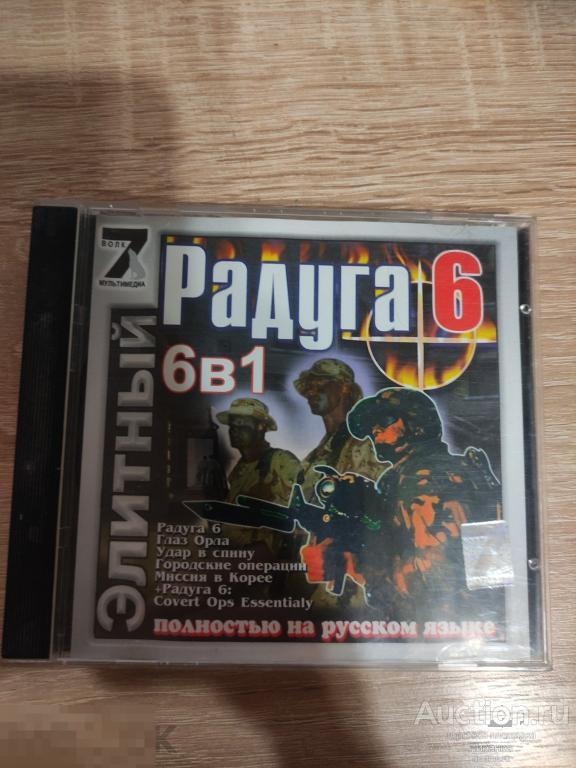 7 ВОЛК
МУЛЬТИМЕДИА
ЭЛИТНЫЙ
Радуга 6
6в1
Радуга 6
Глаз Орла
Удар в спину
Городские операции
Миссия в Корее
+Радуга 6:
Covert Ops Essentialy
ПОЛНОСТЬЮ НА РУССКОМ ЯЗЫКЕ
Auction.ru